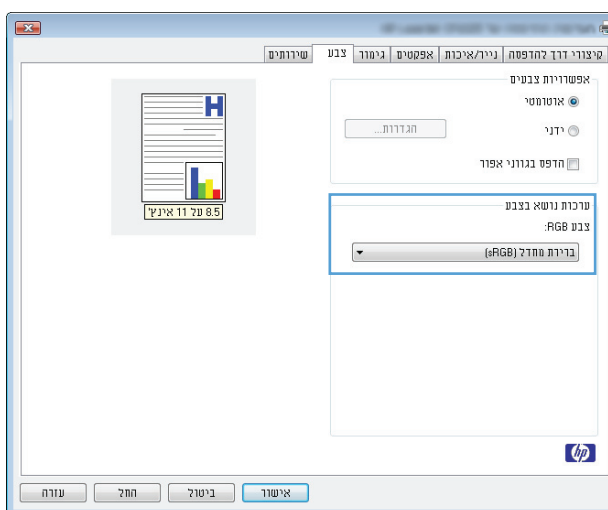 קיצורי דרך להדפסה נייר/איכות אפקטים גימור צבע שירותים
אפשרויות צבעים
אוטומטי
ידני
הגדרות...
הדפס בגווני אפור
ערכות נושא בצבע
צבע RGB:
ברירת מחדל (sRGB)
H
8.5 על 11 אינץ'
hp
אישור ביטול החל עזרה